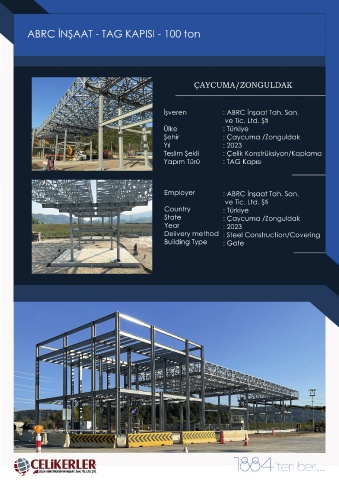 ABRC İNŞAAT - TAG KAPISI - 100 ton
ÇAYCUMA/ZONGULDAK
İşveren : ABRC İnşaat Tah. San.
ve Tic. Ltd. Şti
Ülke : Türkiye
Şehir : Çaycuma /Zonguldak
Yıl : 2023
Teslim Şekli : Çelik Konstrüksiyon/Kaplama
Yapım Türü : TAG Kapısı
Employer : ABRC İnşaat Tah. San.
ve Tic. Ltd. Şti
Country : Türkiye
State : Çaycuma /Zonguldak
Year : 2023
Delivery method : Steel Construction/Covering
Building Type : Gate
ÇELİKERLER
1884'ten beri...